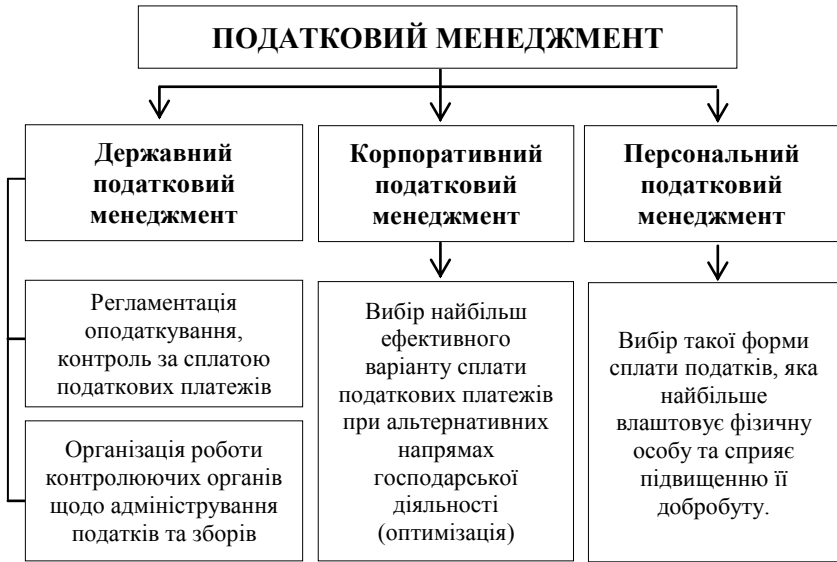 ПОДАТКОВИЙ МЕНЕДЖМЕНТ
Державний
податковий
менеджмент
Корпоративний
податковий
менеджмент
Персональний
податковий
менеджмент
Регламентація
оподаткування,
контроль за сплатою
податкових платежів
Організація роботи
контролюючих органів
щодо адміністрування
податків та зборів
Вибір найбільш
ефективного
варіанту сплати
податкових платежів
при альтернативних
напрямах
господарської
діяльності
(оптимізація)
Вибір такої форми
сплати податків, яка
найбільше
влаштовує фізичну
особу та сприяє
підвищенню її
добробуту.